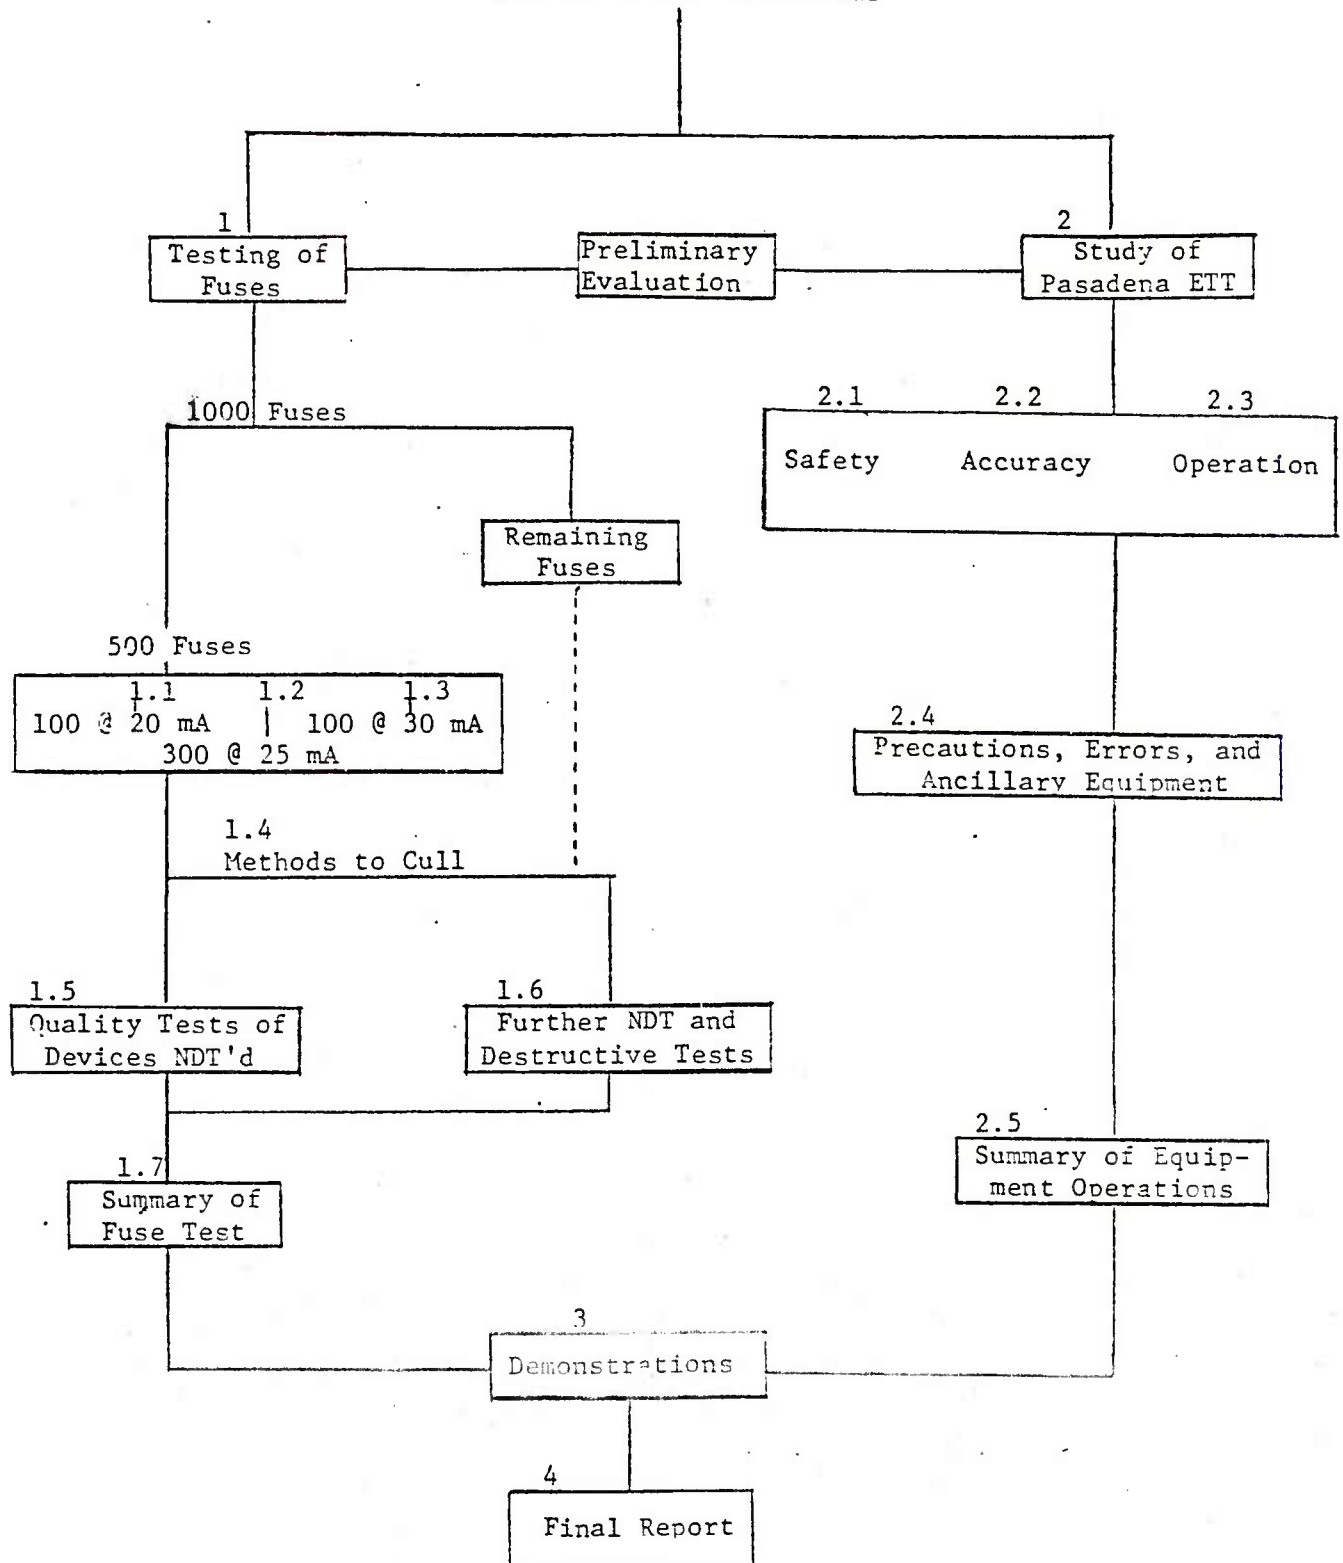 1
Testing of
Fuses
Preliminary
Evaluation
2
Study of
Pasadena ETT
1000 Fuses
2.1 2.2 2.3
Safety Accuracy Operation
Remaining
Fuses
500 Fuses
1.1 1.2 1.3
100 @ 20 mA | 100 @ 30 mA
300 @ 25 mA
2.4
Precautions, Errors, and
Ancillary Equipment
1.4
Methods to Cull
1.5
Quality Tests of
Devices NDT'd
1.6
Further NDT and
Destructive Tests
1.7
Summary of
Fuse Test
2.5
Summary of Equip-
ment Operations
3
Demonstrations
4
Final Report